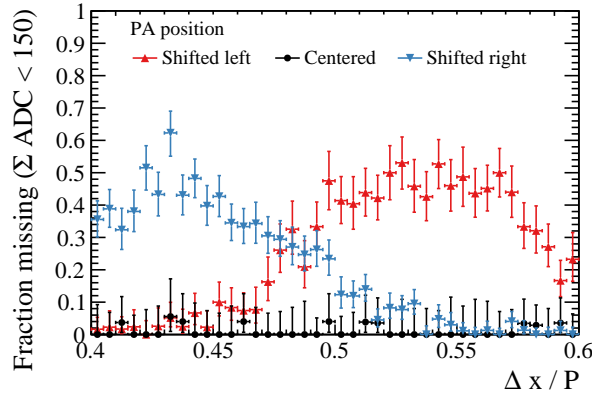 Fraction missing (Σ ADC < 150)
1
0.9
0.8
0.7
0.6
0.5
0.4
0.3
0.2
0.1
0
PA position
Shifted left Centered Shifted right
0.4 0.45 0.5 0.55 0.6
Δ x / P